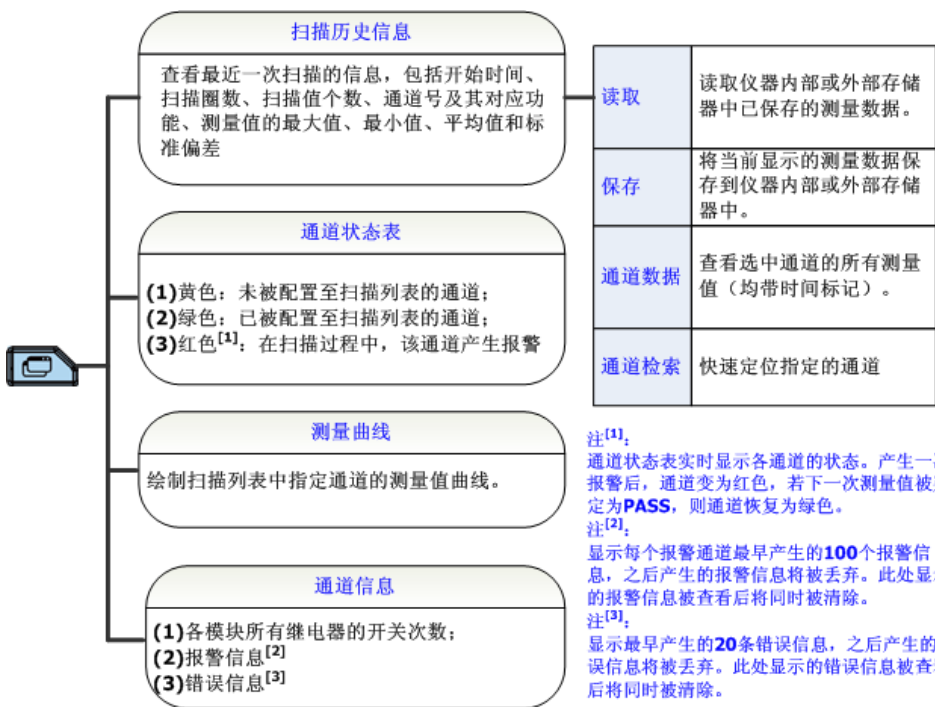 扫描历史信息
查看最近一次扫描的信息，包括开始时间、
扫描圈数、扫描值个数、通道号及其对应功
能、测量值的最大值、最小值、平均值和标
准偏差
读取
读取仪器内部或外部存储
器中已保存的测量数据。
保存
将当前显示的测量数据保
存到仪器内部或外部存储
器中。
通道数据
查看选中通道的所有测量
值（均带时间标记）。
通道检索
快速定位指定的通道
通道状态表
(1)黄色：未被配置至扫描列表的通道；
(2)绿色：已被配置至扫描列表的通道；
(3)红色[1]：在扫描过程中，该通道产生报警
测量曲线
绘制扫描列表中指定通道的测量值曲线。
通道信息
(1)各模块所有继电器的开关次数；
(2)报警信息[2]
(3)错误信息[3]
注[1]：
通道状态表实时显示各通道的状态。产生一
报警后，通道变为红色，若下一次测量值被
定为PASS，则通道恢复为绿色。
注[2]：
显示每个报警通道最早产生的100个报警信
息，之后产生的报警信息将被丢弃。此处显
的报警信息被查看后将同时被清除。
注[3]：
显示最早产生的20条错误信息，之后产生的
误信息将被丢弃。此处显示的错误信息被查
后将同时被清除。